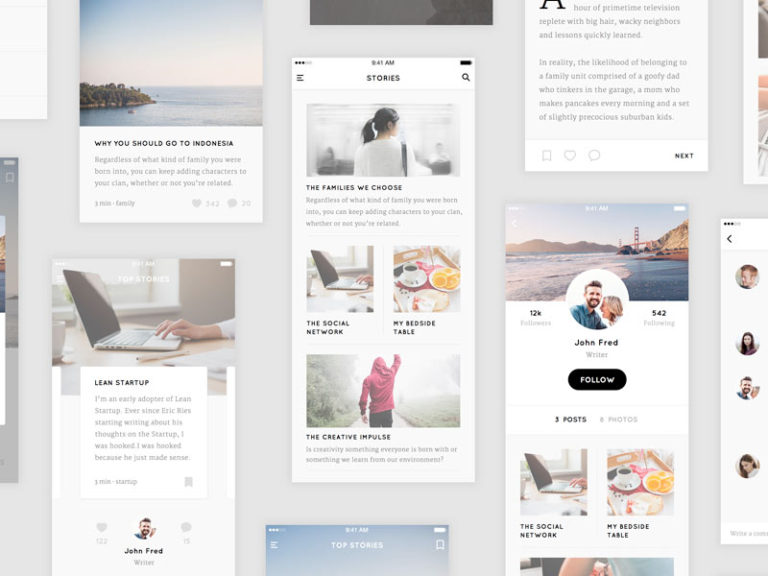 WHY YOU SHOULD GO TO INDONESIA
Regardless of what kind of family you were
born into, you can keep adding characters to
your clan, whether or not you're related.
3 min · family
342
20
9:41 AM
TOP STORIES
LEAN STARTUP
I'm an early adopter of Lean
Startup. Ever since Eric Ries
starting writing about his
thoughts on the Startup, I
was hooked.I was hooked
because he just made sense.
3 min · startup
122
15
John Fred
Writer
9:41 AM
STORIES
THE FAMILIES WE CHOOSE
Regardless of what kind of family you were born
into, you can keep adding characters to your clan,
whether or not you're related.
THE SOCIAL
NETWORK
MY BEDSIDE
TABLE
THE CREATIVE IMPULSE
Is creativity something everyone is born with or
something we learn from our environment?
9:41 AM
TOP STORIES
A hour of primetime television
replete with big hair, wacky neighbors
and lessons quickly learned.
In reality, the likelihood of belonging to
a family unit comprised of a goofy dad
who tinkers in the garage, a mom who
makes pancakes every morning and a set
of slightly precocious suburban kids.
NEXT
9:41 AM
12k
Followers
542
Following
John Fred
Writer
FOLLOW
3 POSTS
6 PHOTOS
THE SOCIAL
NETWORK
MY BEDSIDE
TABLE
Write a com